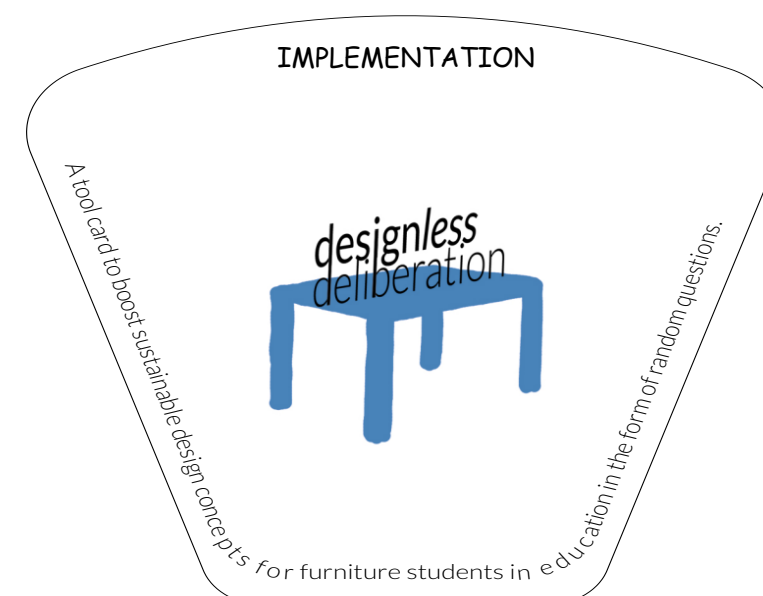 IMPLEMENTATION
designless
deliberation
A tool card to boost sustainable design concepts for furniture students in education in the form of random questions.